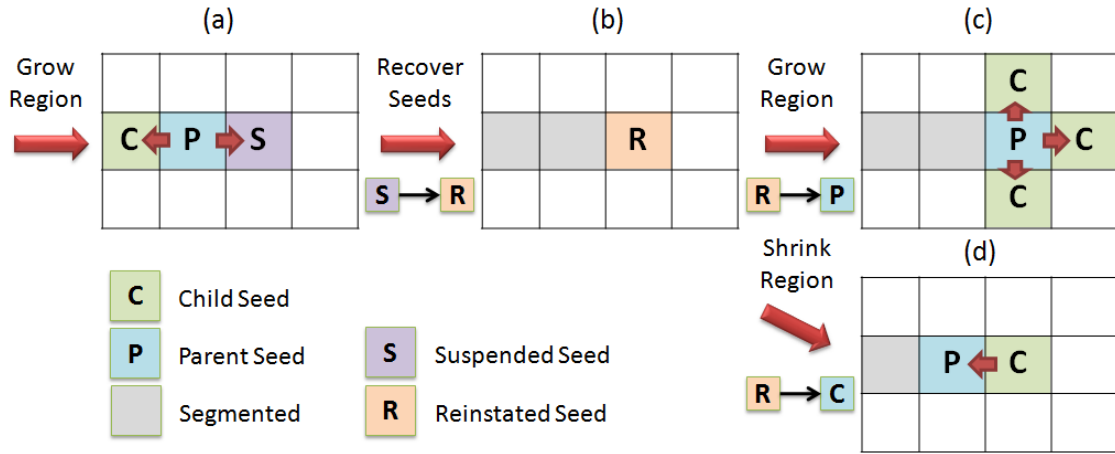 (a)
(b)
(c)
Grow
Region
C P S
Recover
Seeds
S R
R
Grow
Region
R P
C
P C
C
Shrink
Region
R C
(d)
P C
C Child Seed
P Parent Seed
Segmented
S Suspended Seed
R Reinstated Seed